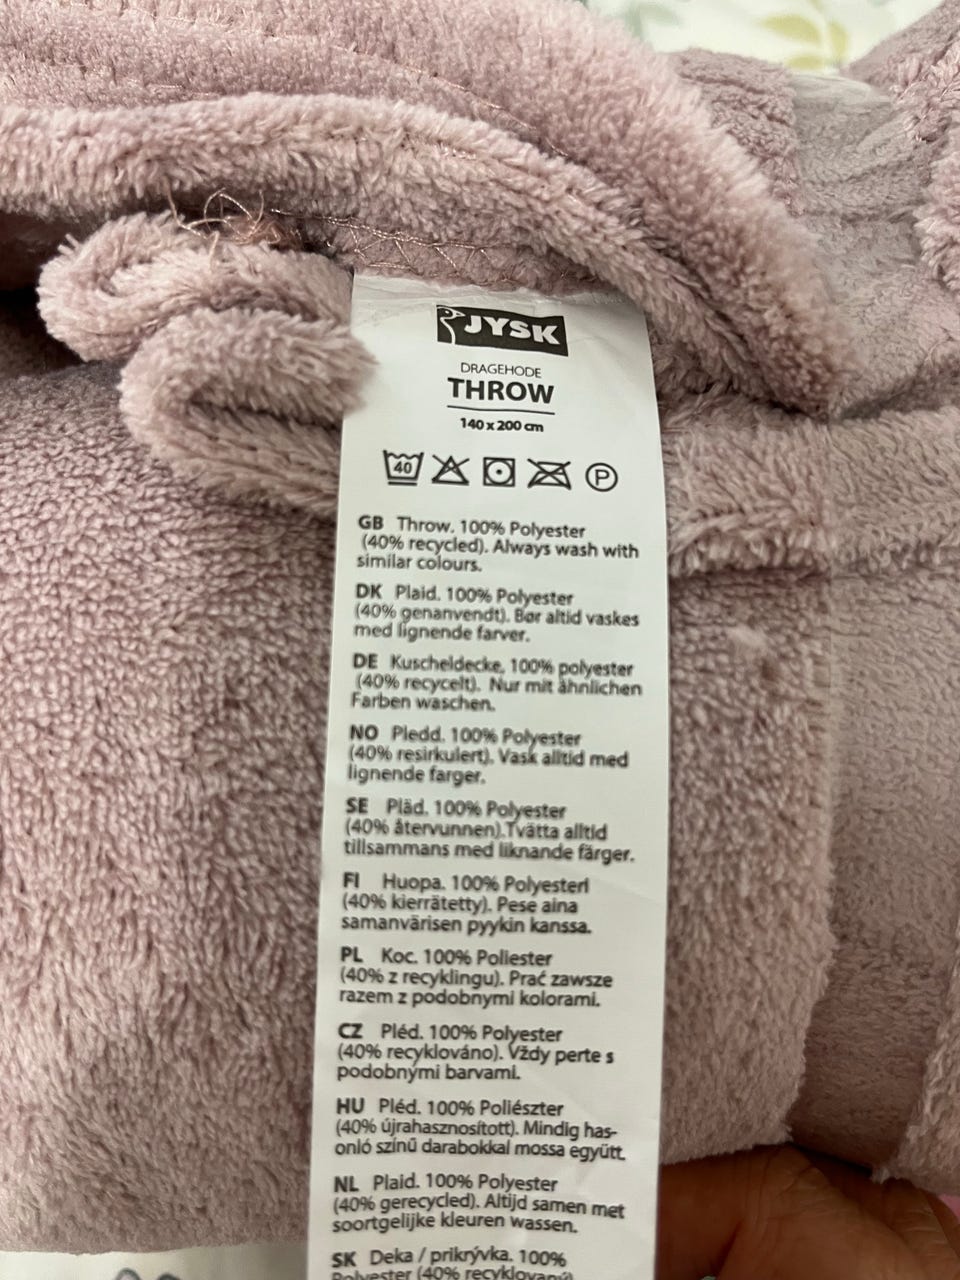 JYSK
DRAGEHODE
THROW
140 x 200 cm
40 P
GB Throw. 100% Polyester
(40% recycled). Always wash with
similar colours.
DK Plaid. 100% Polyester
(40% genanvendt). Bør altid vaskes
med lignende farver.
DE Kuscheldecke, 100% polyester
(40% recycelt). Nur mit ähnlichen
Farben waschen.
NO Pledd. 100% Polyester
(40% resirkulert). Vask alltid med
lignende farger.
SE Pläd. 100% Polyester
(40% återvunnen).Tvätta alltid
tillsammans med liknande färger.
FI Huopa. 100% Polyesteri
(40% kierrätetty). Pese aina
samanvärisen pyykin kanssa.
PL Koc. 100% Poliester
(40% z recyklingu). Prać zawsze
razem z podobnymi kolorami.
CZ Pléd. 100% Polyester
(40% recyklováno). Vždy perte s
podobnými barvami.
HU Pléd. 100% Poliészter
(40% újrahasznosított). Mindig has-
onló színű darabokkal mossa együtt.
NL Plaid. 100% Polyester
(40% gerecycled). Altijd samen met
soortgelijke kleuren wassen.
SK Deka / prikrývka. 100%
Polyester (40% recyklovaný)